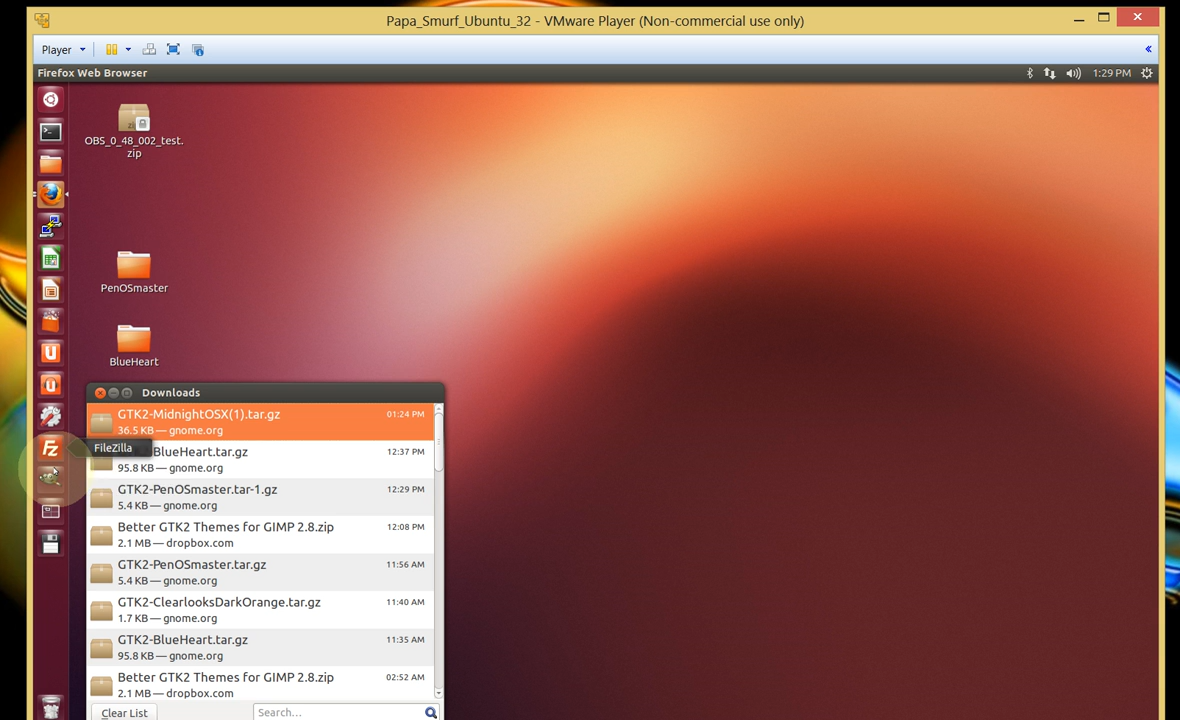 Papa_Smurf_Ubuntu_32 - VMware Player (Non-commercial use only)
Player
Firefox Web Browser
1:29 PM
OBS_0_48_002_test.
zip
PenOSmaster
BlueHeart
Downloads
GTK2-MidnightOSX(1).tar.gz 01:24 PM
36.5 KB — gnome.org
FileZilla
BlueHeart.tar.gz 12:37 PM
95.8 KB — gnome.org
GTK2-PenOSmaster.tar-1.gz 12:29 PM
5.4 KB — gnome.org
Better GTK2 Themes for GIMP 2.8.zip 12:08 PM
2.1 MB — dropbox.com
GTK2-PenOSmaster.tar.gz 11:56 AM
5.4 KB — gnome.org
GTK2-ClearlooksDarkOrange.tar.gz 11:40 AM
1.7 KB — gnome.org
GTK2-BlueHeart.tar.gz 11:35 AM
95.8 KB — gnome.org
Better GTK2 Themes for GIMP 2.8.zip 02:52 AM
2.1 MB — dropbox.com
Clear List
Search...